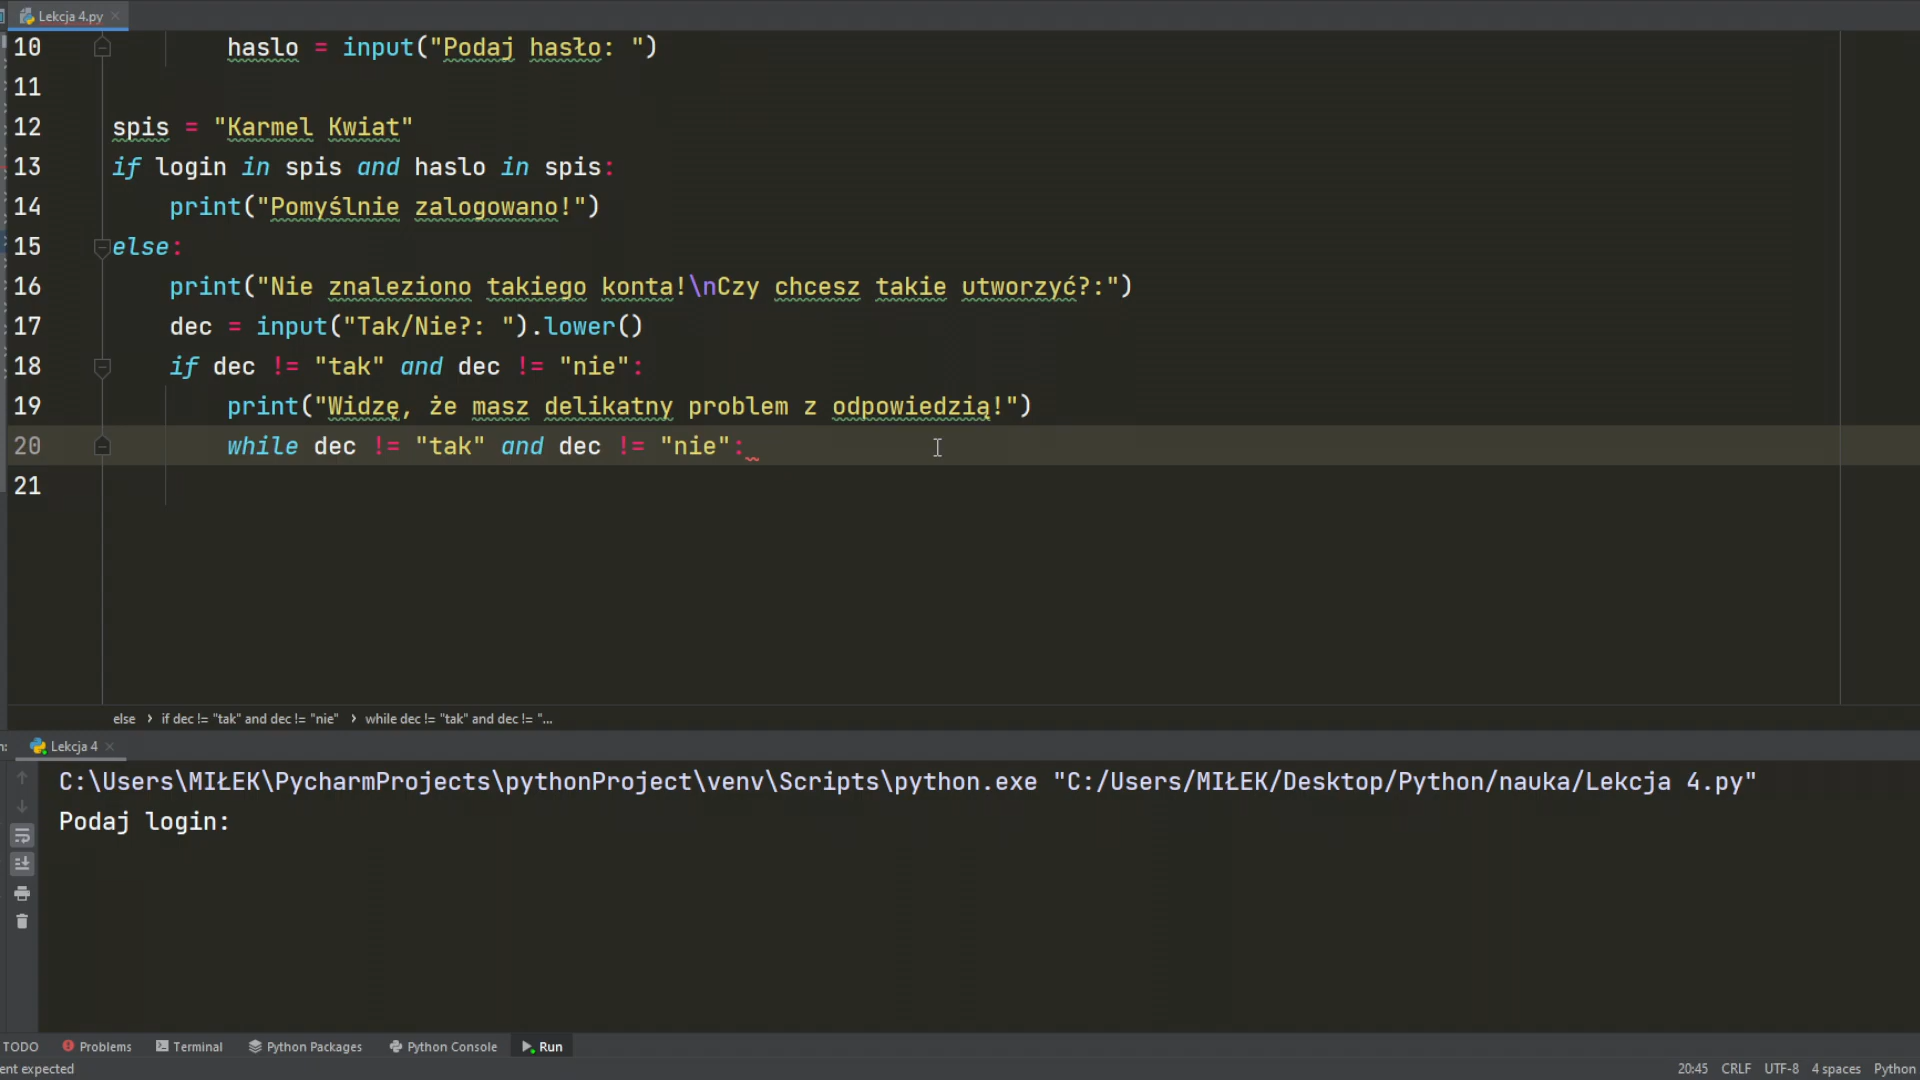 Lekcja 4.py
10 haslo = input("Podaj hasło: ")
11
12 spis = "Karmel Kwiat"
13 if login in spis and haslo in spis:
14 print("Pomyślnie zalogowano!")
15 else:
16 print("Nie znaleziono takiego konta!\nCzy chcesz takie utworzyć?:")
17 dec = input("Tak/Nie?: ").lower()
18 if dec != "tak" and dec != "nie":
19 print("Widzę, że masz delikatny problem z odpowiedzią!")
20 while dec != "tak" and dec != "nie":
21
else › if dec != "tak" and dec != "nie" › while dec != "tak" and dec != "...
Lekcja 4
C:\Users\MIŁEK\PycharmProjects\pythonProject\venv\Scripts\python.exe "C:/Users/MIŁEK/Desktop/Python/nauka/Lekcja 4.py"
Podaj login:
TODO Problems Terminal Python Packages Python Console Run
expected 20:45 CRLF UTF-8 4 spaces Python